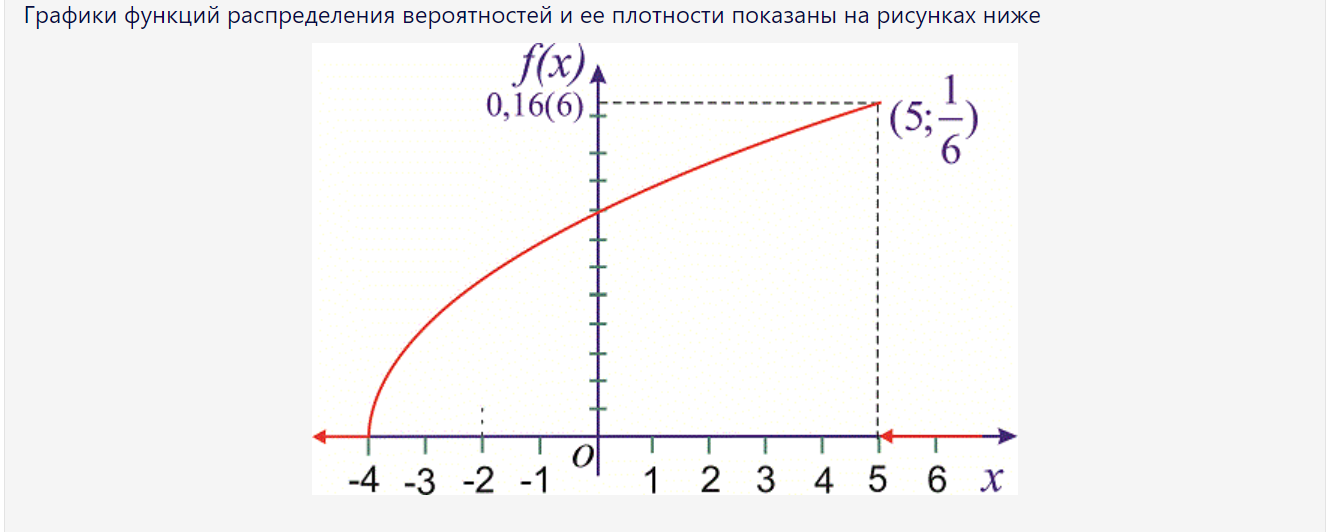 Графики функций распределения вероятностей и ее плотности показаны на рисунках ниже
f(x)
0,16(6)
(5; 1/6)
-4 -3 -2 -1 O 1 2 3 4 5 6 x